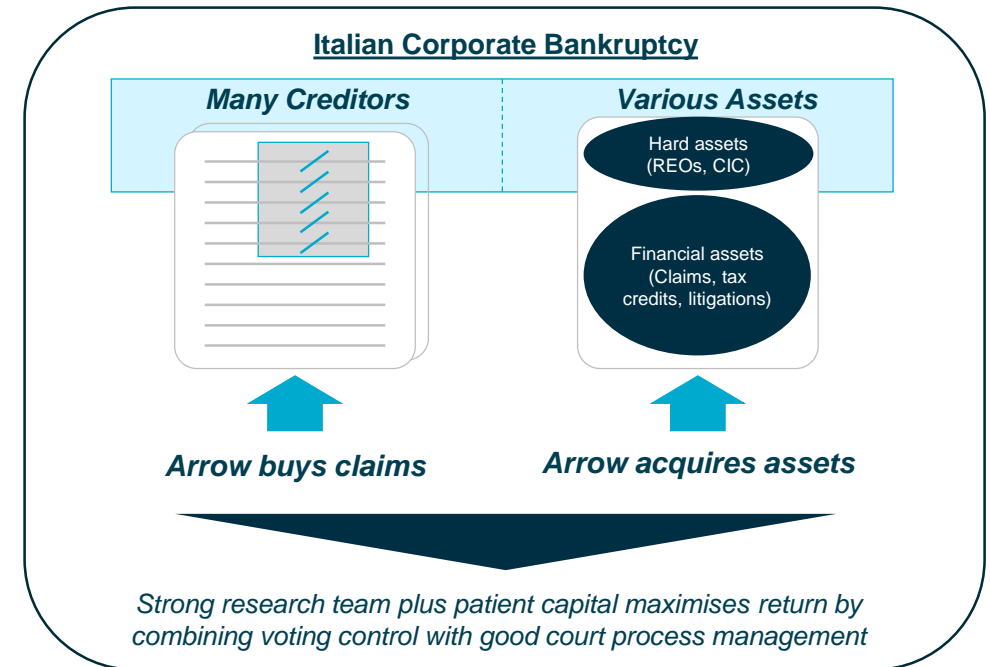 Italian Corporate Bankruptcy
Many Creditors
Various Assets
Hard assets
(REOs, CIC)
Financial assets
(Claims, tax
credits, litigations)
Arrow buys claims
Arrow acquires assets
Strong research team plus patient capital maximises return by
combining voting control with good court process management